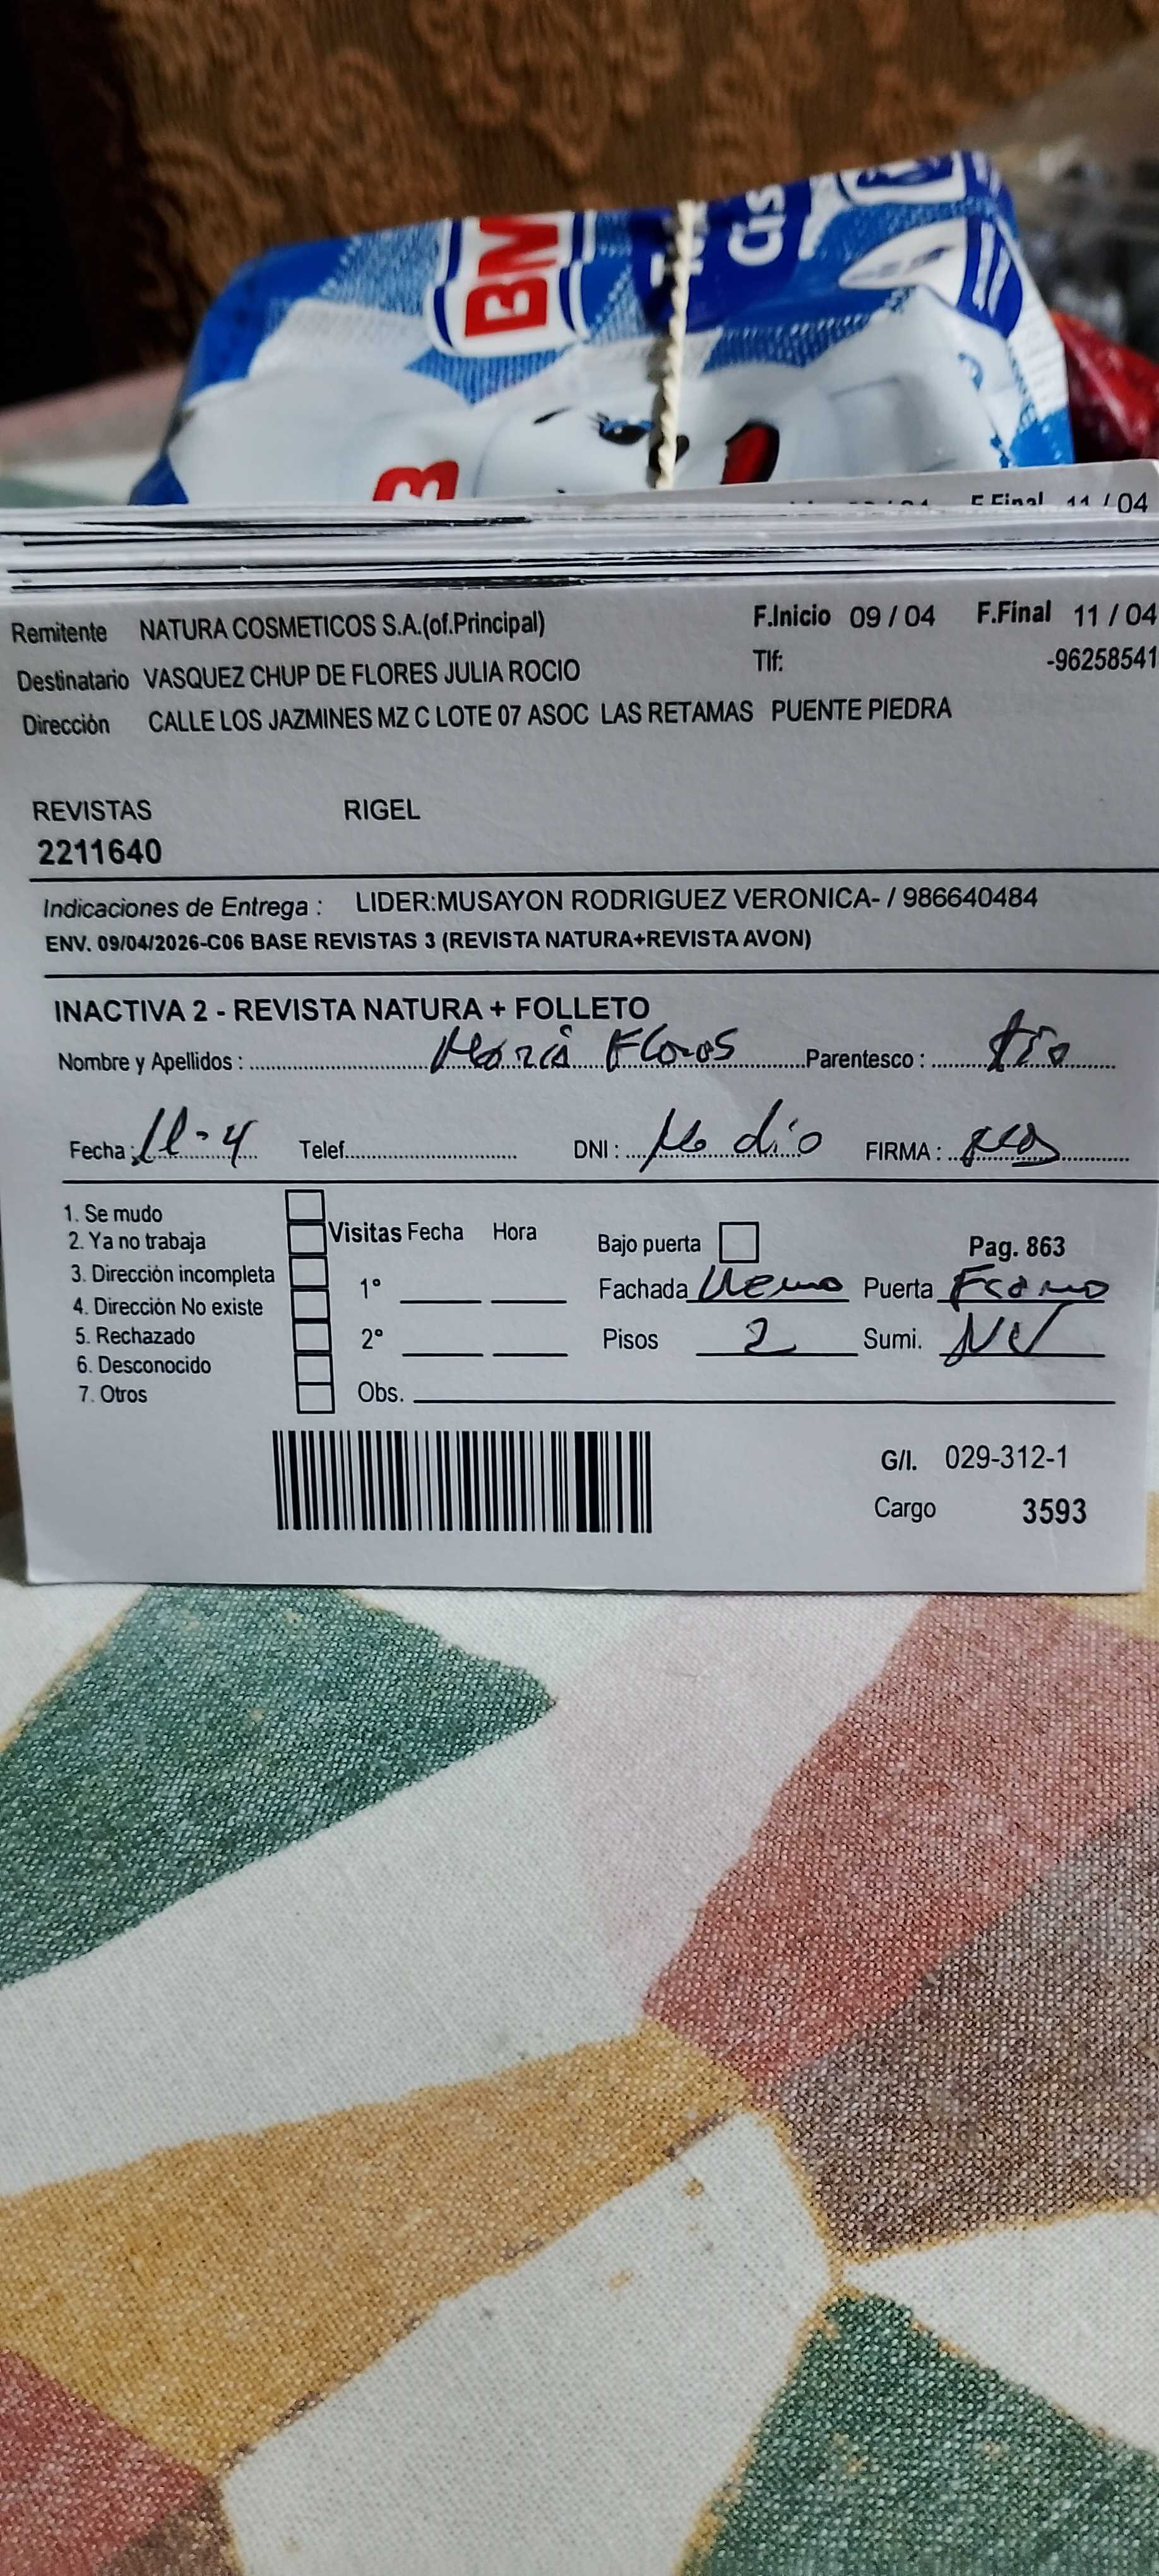 BM
F.Final 11 / 04
Remitente NATURA COSMETICOS S.A.(of.Principal) F.Inicio 09 / 04 F.Final 11 / 04
Destinatario VASQUEZ CHUP DE FLORES JULIA ROCIO Tlf: -96258541
Dirección CALLE LOS JAZMINES MZ C LOTE 07 ASOC LAS RETAMAS PUENTE PIEDRA
REVISTAS RIGEL
2211640
Indicaciones de Entrega : LIDER:MUSAYON RODRIGUEZ VERONICA- / 986640484
ENV. 09/04/2026-C06 BASE REVISTAS 3 (REVISTA NATURA+REVISTA AVON)
INACTIVA 2 - REVISTA NATURA + FOLLETO
Nombre y Apellidos : María Flores Parentesco : tía
Fecha : 11-4 Telef. DNI : No dio FIRMA :
1. Se mudo
2. Ya no trabaja Visitas Fecha Hora Bajo puerta Pag. 863
3. Dirección incompleta 1° Fachada Puerta
4. Dirección No existe
5. Rechazado 2° Pisos 2 Sumi. NV
6. Desconocido
7. Otros Obs.
G/I. 029-312-1
Cargo 3593